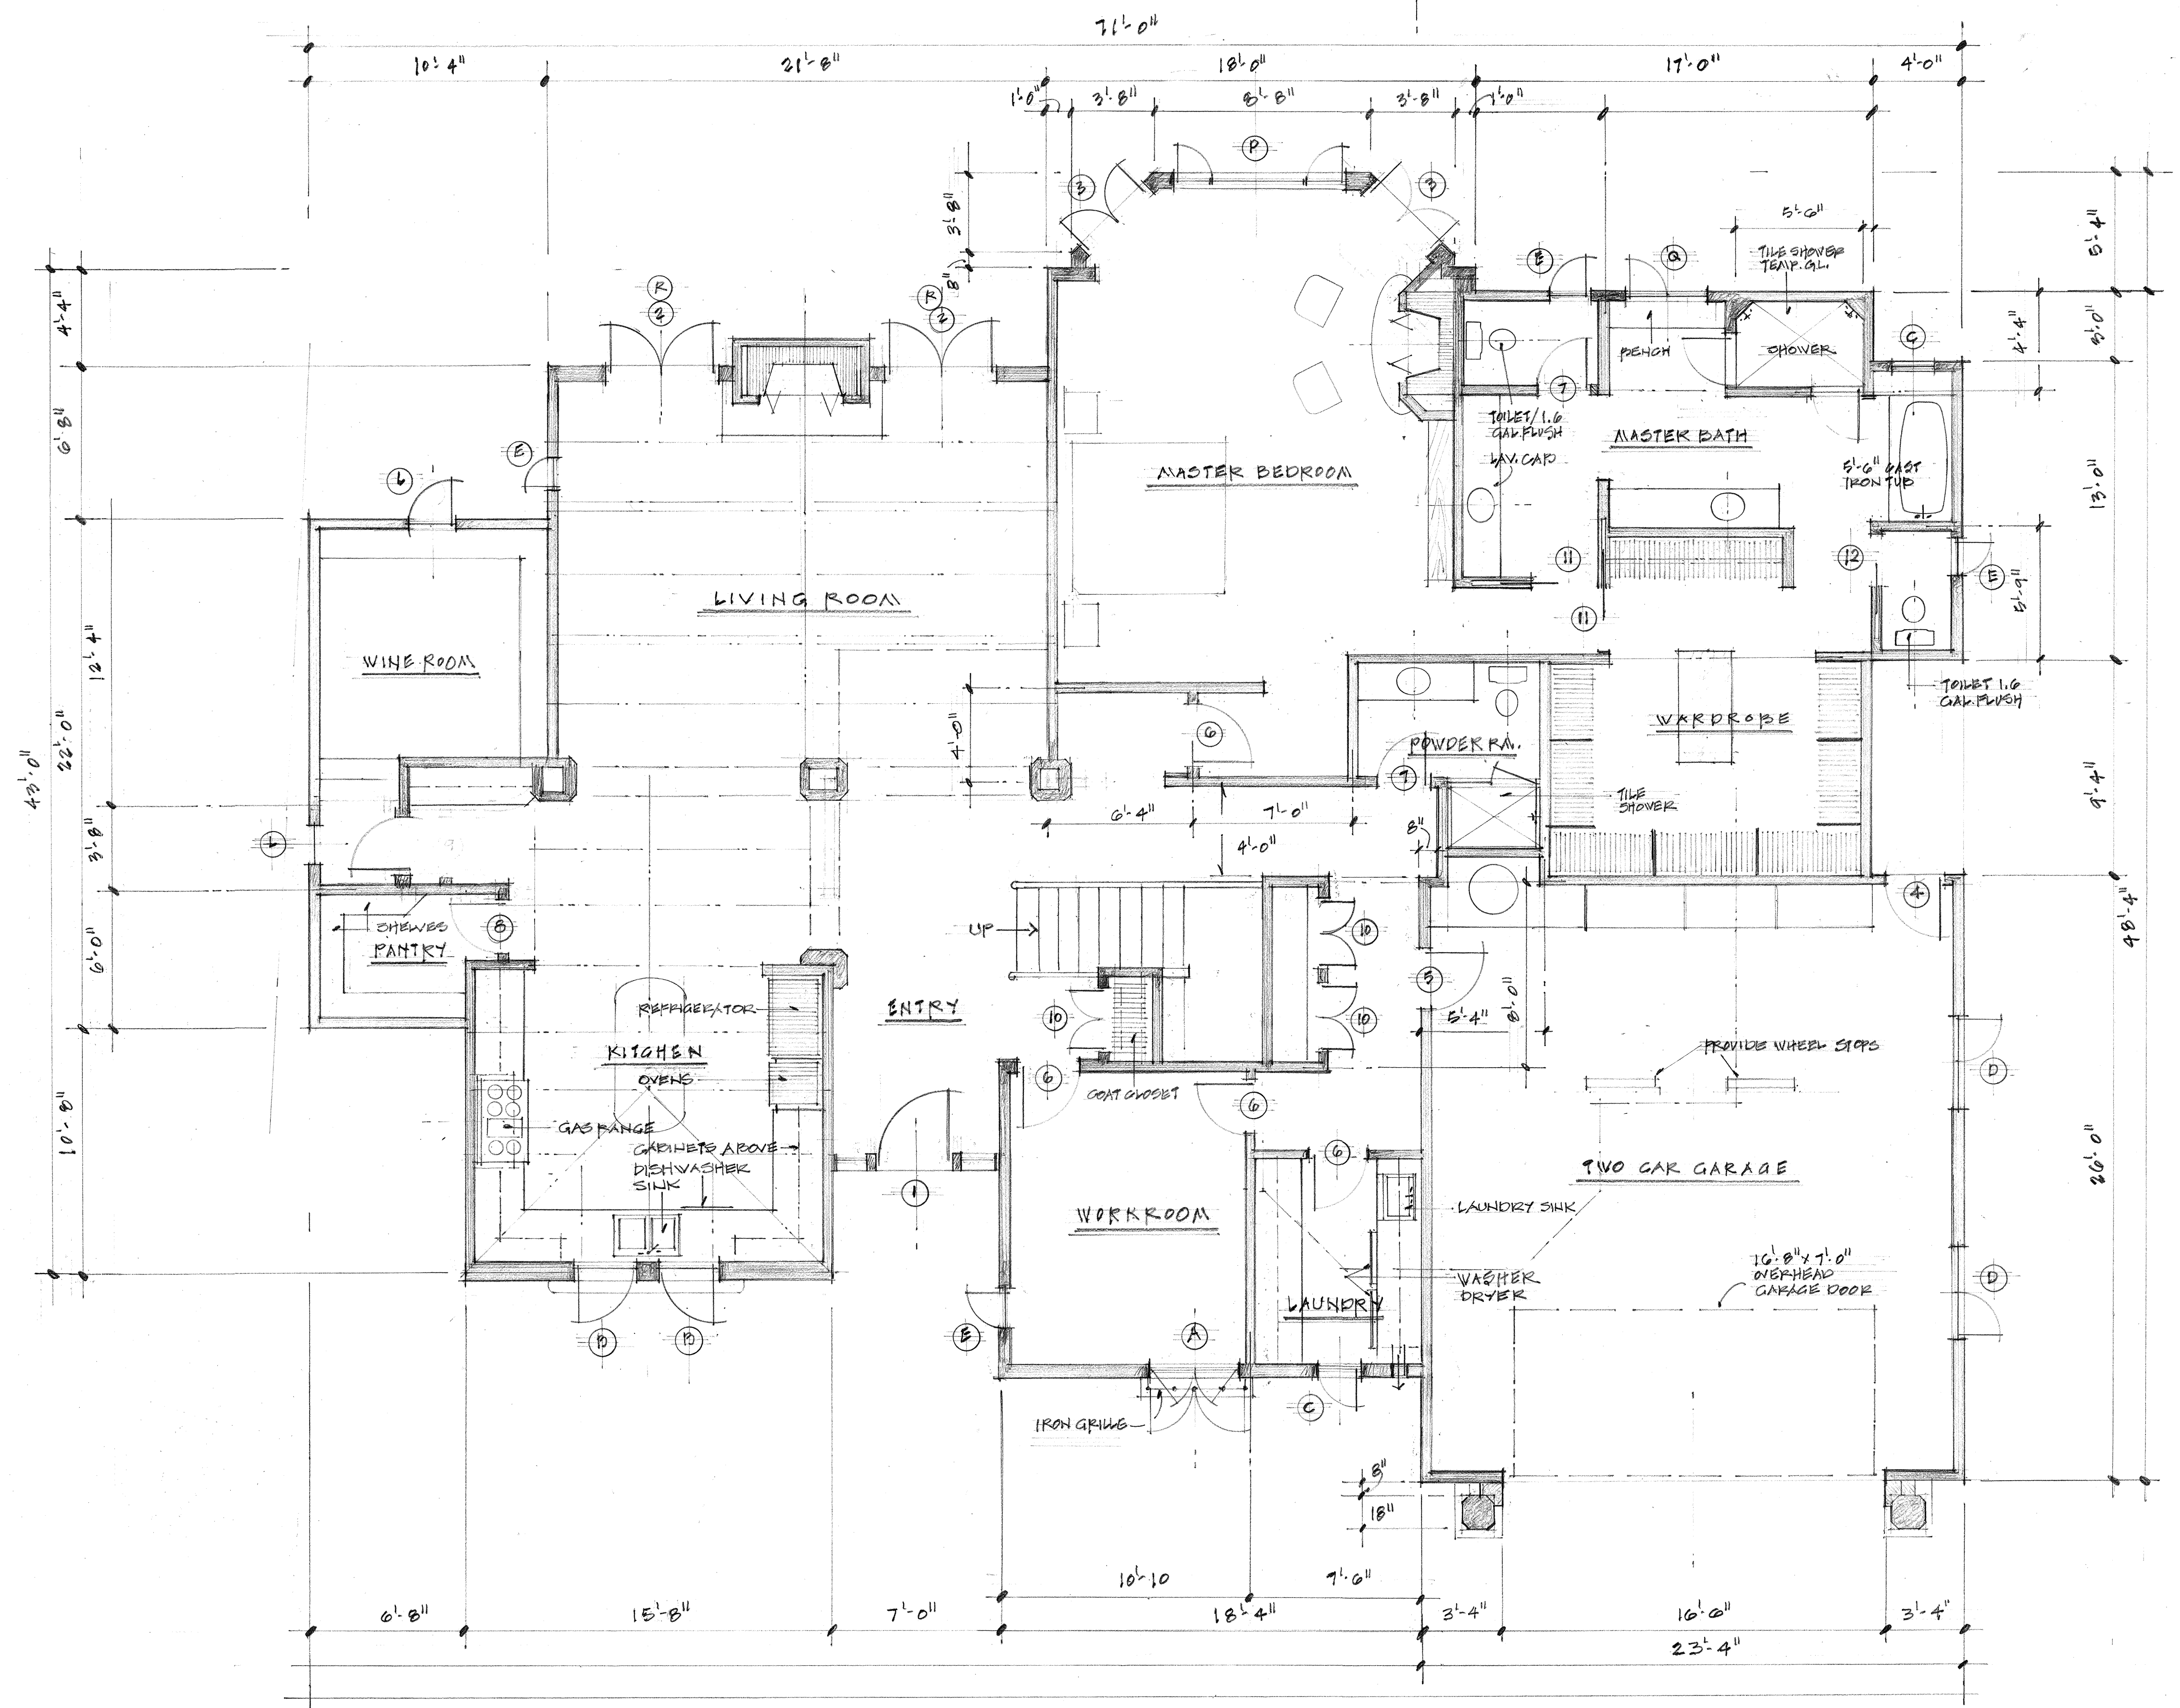 71'-0"
10'-4"
21'-8"
18'-0"
17'-0"
4'-0"
1'-0"
3'-8"
8'-8"
3'-8"
1'-0"
P
3
3
3'-8"
8"
5'-6"
TILE SHOWER
TEMP. GL.
E
Q
5'-4"
4'-4"
3'-0"
4'-4"
R
2
R
2
G
BENCH
SHOWER
7
TOILET/1.6
GAL.FLUSH
LAV. CAB
MASTER BATH
6'-8"
E
L
MASTER BEDROOM
5'-6" CAST
IRON TUB
13'-0"
11
12
E
5'-9"
LIVING ROOM
11
WINE ROOM
12'-4"
22'-0"
43'-0"
TOILET 1.6
GAL.FLUSH
WARDROBE
4'-0"
6
POWDER RM.
7
TILE
SHOWER
9'-4"
6'-4"
7'-0"
8"
4'-0"
L
3'-8"
4
48'-4"
SHELVES
PANTRY
8
UP
10
5
6'-0"
REFRIGERATOR
ENTRY
10
10
5'-4"
8'-0"
KITCHEN
OVENS
6
COAT CLOSET
6
PROVIDE WHEEL STOPS
D
GAS RANGE
CABINETS ABOVE
DISHWASHER
SINK
10'-8"
6
TWO CAR GARAGE
26'-0"
1
WORKROOM
LAUNDRY SINK
16'-8" X 7'-0"
OVERHEAD
GARAGE DOOR
WASHER
DRYER
D
LAUNDRY
B
B
E
A
C
IRON GRILLE
8"
18"
10'-10
7'-6"
6'-8"
15'-8"
7'-0"
18'-4"
3'-4"
16'-6"
3'-4"
23'-4"